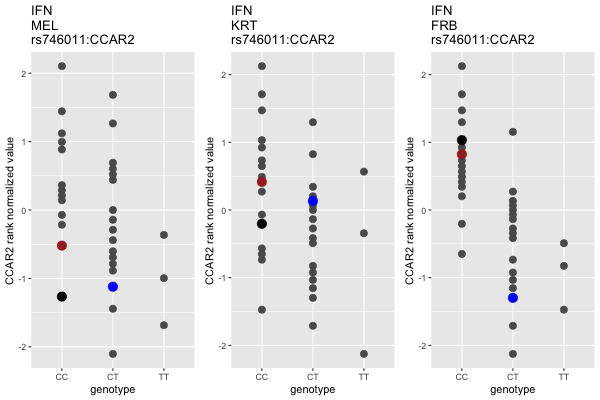 IFN
MEL
rs746011:CCAR2
CCAR2 rank normalized value
2
1
0
-1
-2
CC
CT
TT
genotype
IFN
KRT
rs746011:CCAR2
CCAR2 rank normalized value
2
1
0
-1
-2
CC
CT
TT
genotype
IFN
FRB
rs746011:CCAR2
CCAR2 rank normalized value
2
1
0
-1
-2
CC
CT
TT
genotype